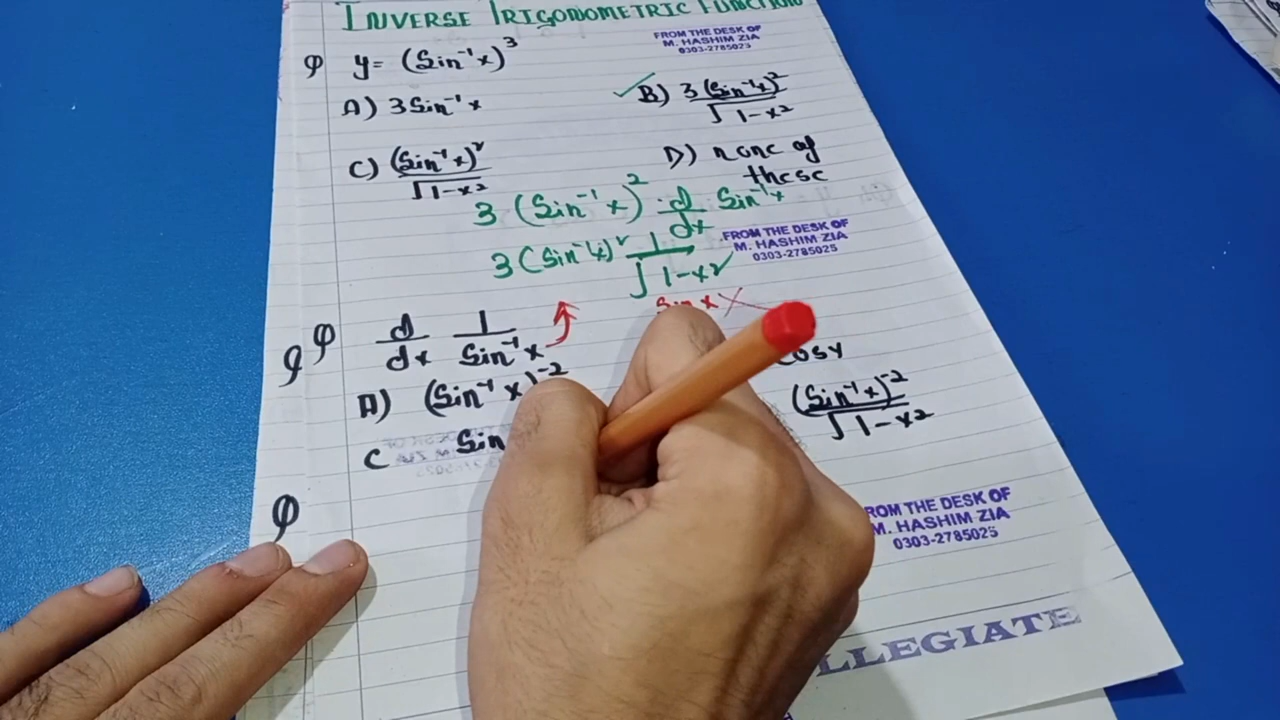 INVERSE TRIGONOMETRIC FUNCTION
FROM THE DESK OF
M. HASHIM ZIA
0303-2785025
φ y = (Sin⁻¹x)³
A) 3Sin⁻¹x
B) 3(Sin⁻¹x)² / √1-x²
C) (Sin⁻¹x)² / √1-x²
D) none of
these
3 (Sin⁻¹x)² · d/dx Sin⁻¹x
3(Sin⁻¹x)² 1/√1-x²
FROM THE DESK OF
M. HASHIM ZIA
0303-2785025
Sin x
φ d/dx 1/Sin⁻¹x
A) (Sin⁻¹x)⁻²
(Sin⁻¹x)⁻² / √1-x²
C Sin
φ
FROM THE DESK OF
M. HASHIM ZIA
0303-2785025
LLEGIATE